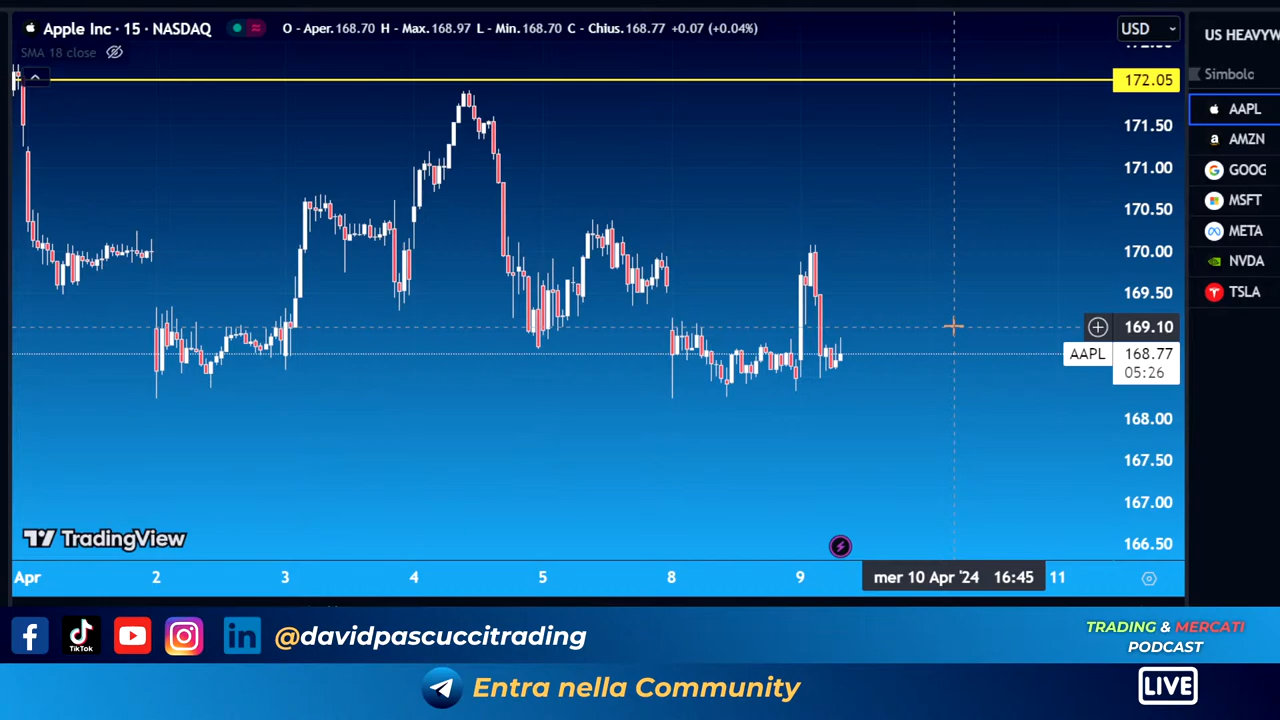 Apple Inc · 15 · NASDAQ
O - Aper.168.70 H - Max.168.97 L - Min.168.70 C - Chius.168.77 +0.07 (+0.04%)
USD
US HEAVYW
SMA 18 close
Simbolo
172.05
171.50
171.00
170.50
170.00
169.50
169.10
AAPL 168.77
05:26
168.00
167.50
167.00
166.50
AAPL
AMZN
GOOG
MSFT
META
NVDA
TSLA
TradingView
Apr 2 3 4 5 8 9 mer 10 Apr '24 16:45 11
TikTok
@davidpascuccitrading
TRADING & MERCATI
PODCAST
Entra nella Community
LIVE